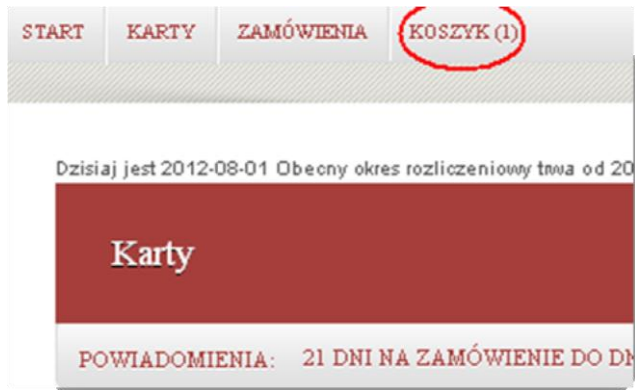 START KARTY ZAMÓWIENIA KOSZYK (1)
Dzisiaj jest 2012-08-01 Obecny okres rozliczeniowy trwa od 20
Karty
POWIADOMIENIA: 21 DNI NA ZAMÓWIENIE DO